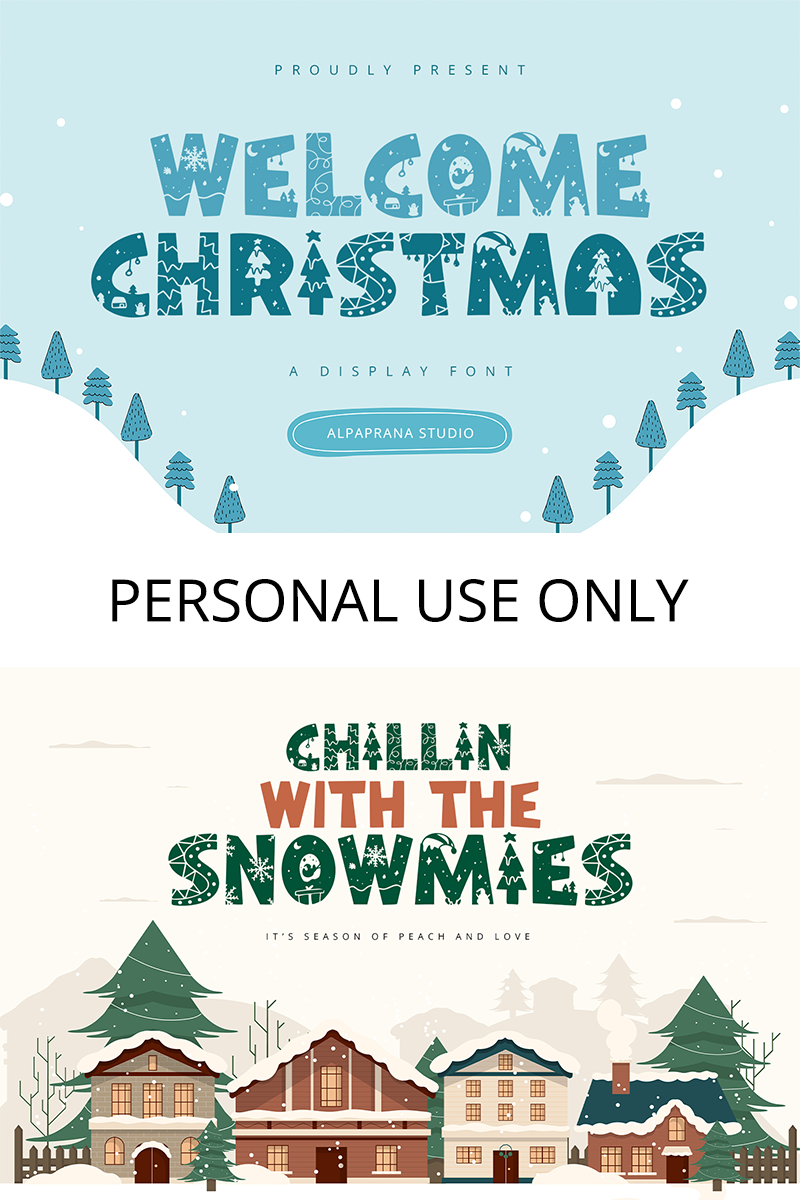 PROUDLY PRESENT
WELCOME
CHRISTMAS
A DISPLAY FONT
ALPAPRANA STUDIO
PERSONAL USE ONLY
CHILLIN
WITH THE
SNOWMIES
IT'S SEASON OF PEACH AND LOVE